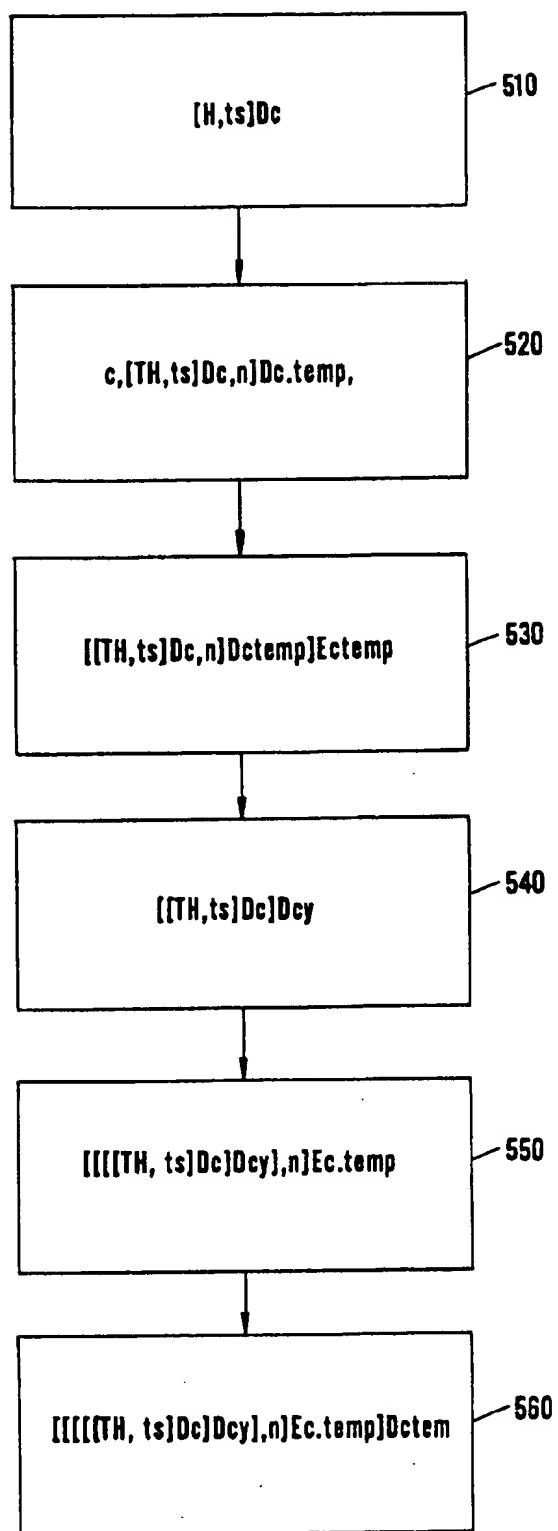 [H,ts]Dc
510
c,[TH,ts]Dc,n]Dc.temp,
520
[[TH,ts]Dc,n]Dctemp]Ectemp
530
[[TH,ts]Dc]Dcy
540
[[[[TH, ts]Dc]Dcy],n]Ec.temp
550
[[[[[TH, ts]Dc]Dcy],n]Ec.temp]Dctem
560